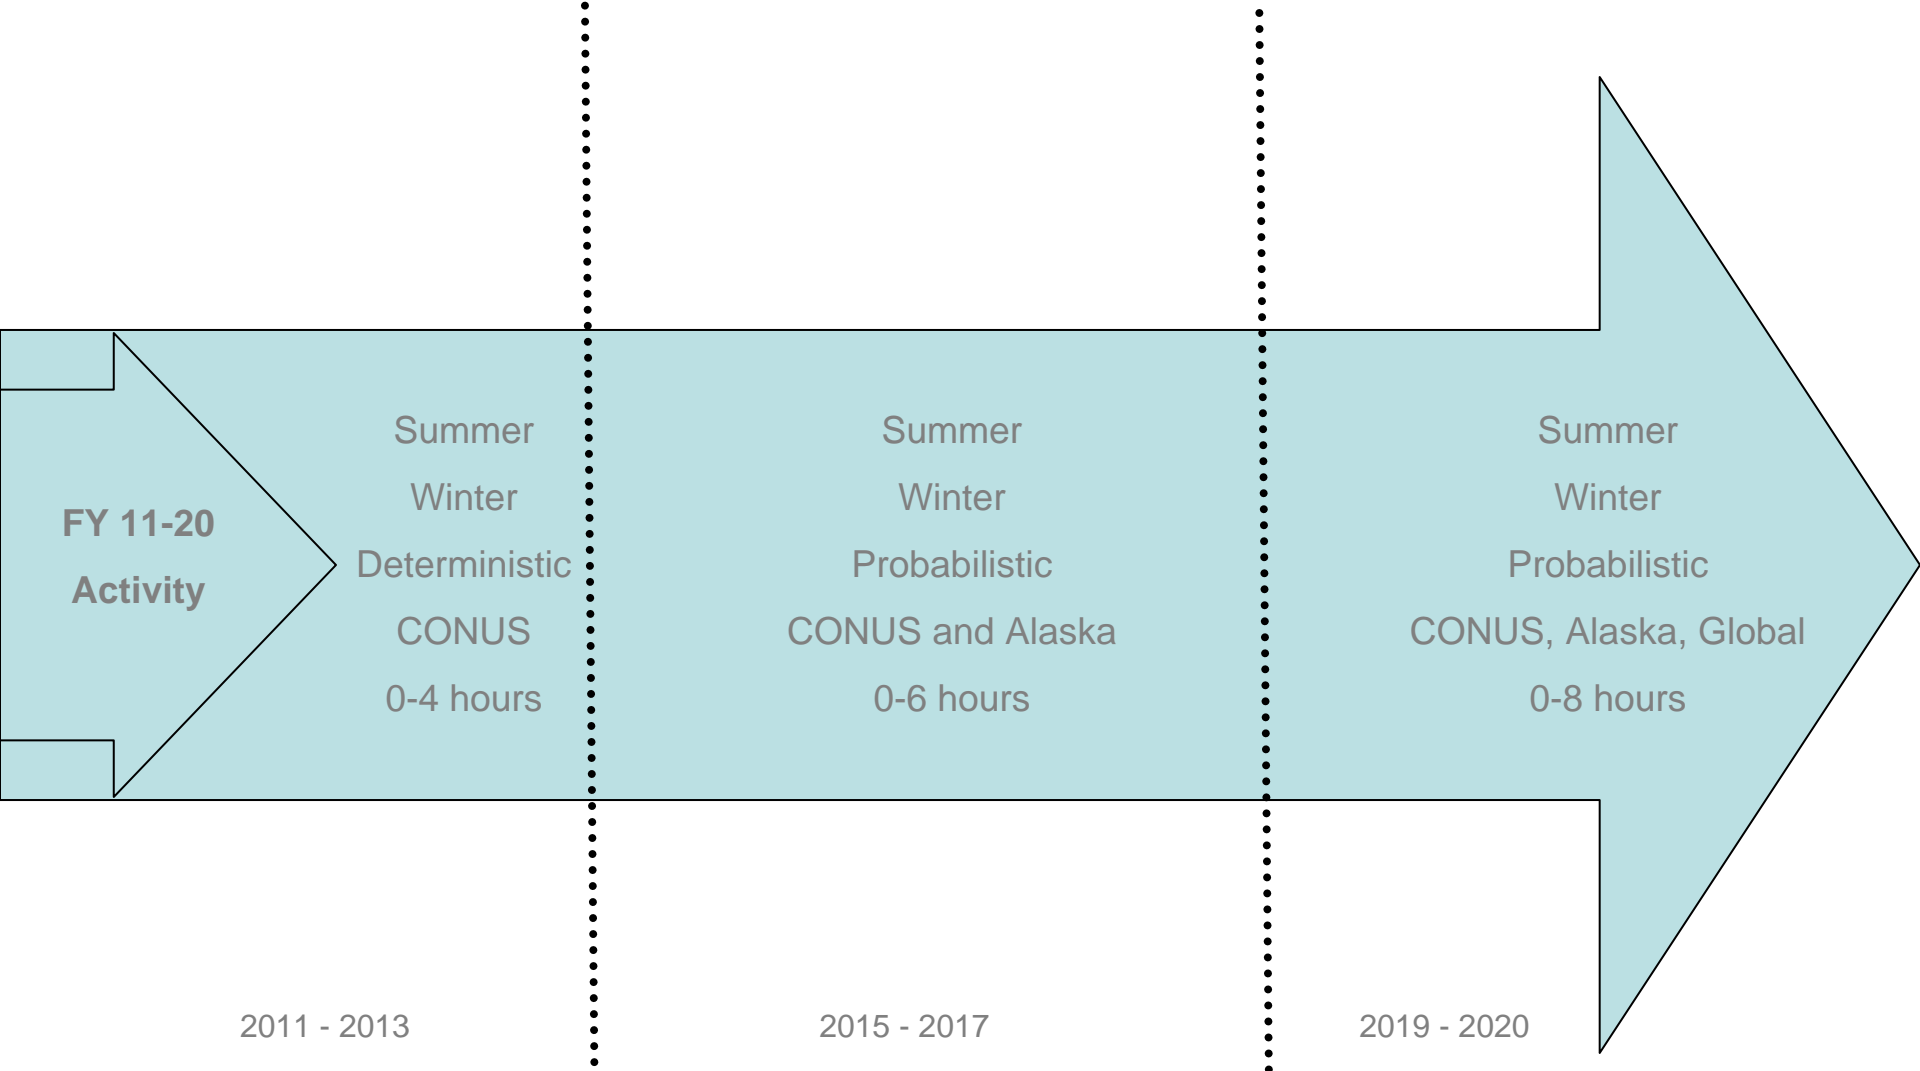 FY 11-20
Activity
Summer
Winter
Deterministic
CONUS
0-4 hours
Summer
Winter
Probabilistic
CONUS and Alaska
0-6 hours
Summer
Winter
Probabilistic
CONUS, Alaska, Global
0-8 hours
2011 - 2013
2015 - 2017
2019 - 2020